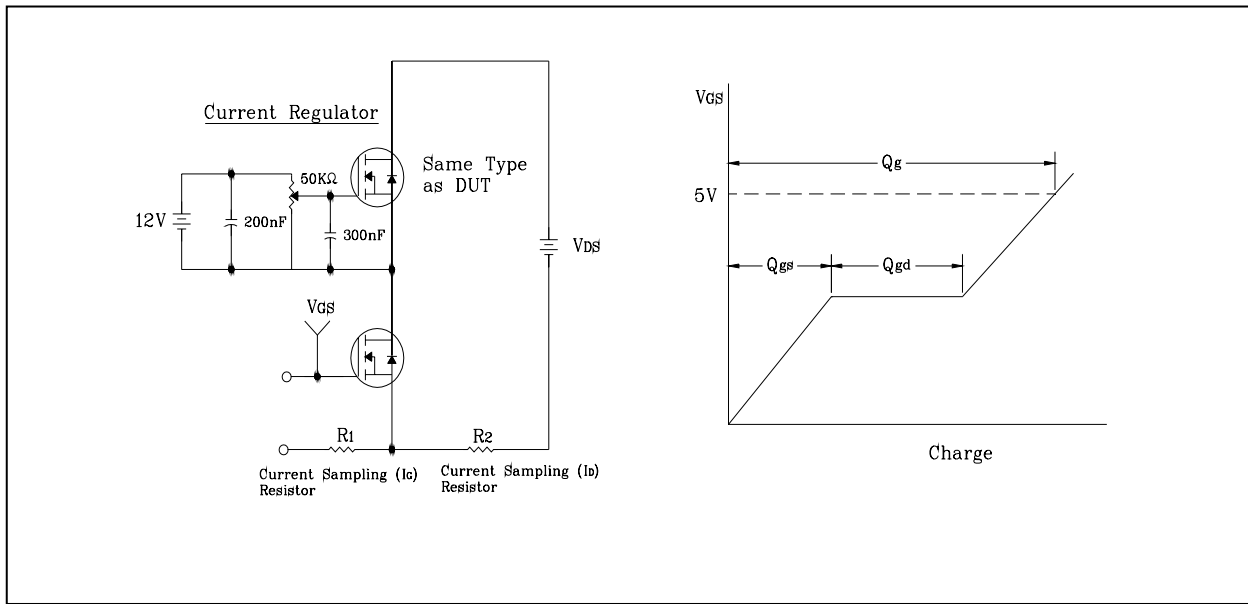 Current Regulator
Same Type
as DUT
50KΩ
12V
200nF
300nF
VDS
VGS
R1
R2
Current Sampling (IG)
Resistor
Current Sampling (ID)
Resistor
VGS
Qg
5V
Qgs
Qgd
Charge